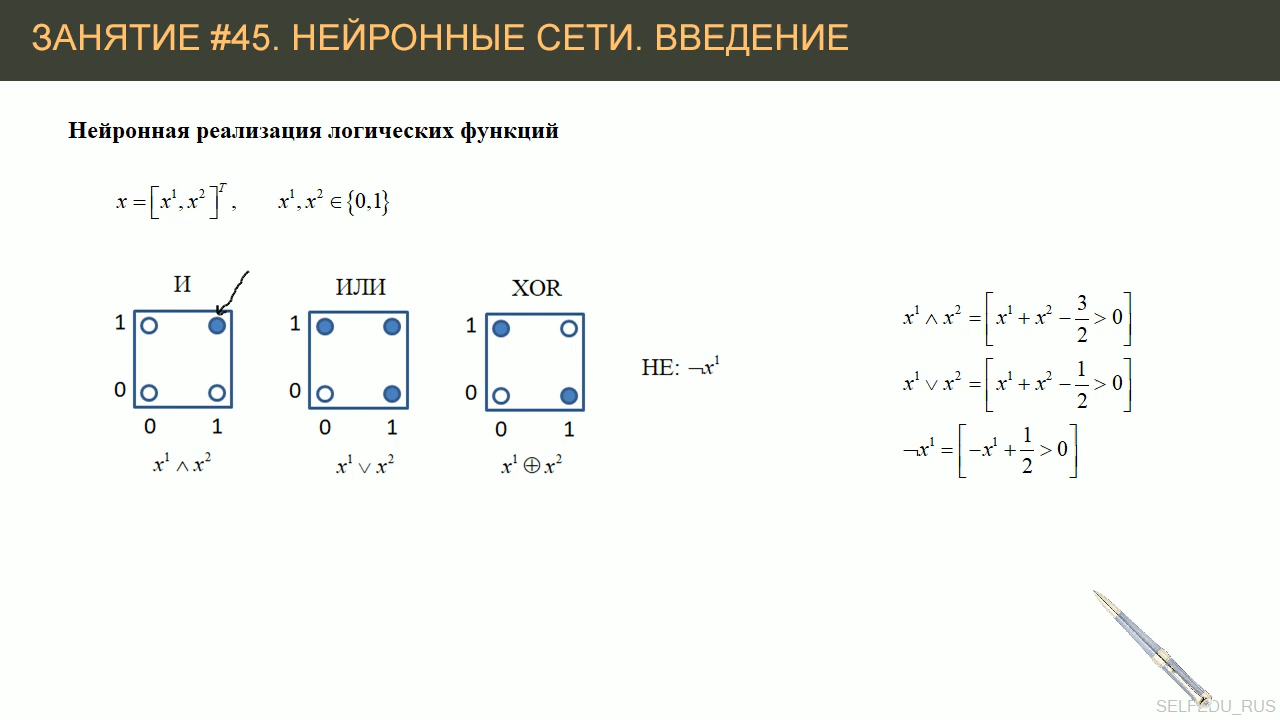 ЗАНЯТИЕ #45. НЕЙРОННЫЕ СЕТИ. ВВЕДЕНИЕ
Нейронная реализация логических функций
x = [x¹, x²]ᵀ, x¹, x² ∈ {0,1}
И
1
0
0 1
x¹ ∧ x²
ИЛИ
1
0
0 1
x¹ ∨ x²
XOR
1
0
0 1
x¹ ⊕ x²
НЕ: ¬x¹
x¹ ∧ x² = [x¹ + x² − 3/2 > 0]
x¹ ∨ x² = [x¹ + x² − 1/2 > 0]
¬x¹ = [−x¹ + 1/2 > 0]
SELFEDU_RUS